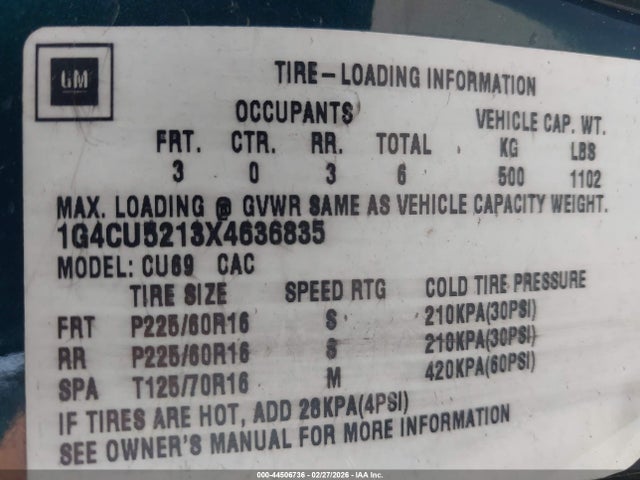 GM
TIRE-LOADING INFORMATION
OCCUPANTS VEHICLE CAP. WT.
FRT. CTR. RR. TOTAL KG LBS
3 0 3 6 500 1102
MAX. LOADING @ GVWR SAME AS VEHICLE CAPACITY WEIGHT.
1G4CU5213X4636835
MODEL: CU69 CAC
TIRE SIZE SPEED RTG COLD TIRE PRESSURE
FRT P225/60R16 S 210KPA(30PSI)
RR P225/60R16 S 210KPA(30PSI)
SPA T125/70R16 M 420KPA(60PSI)
IF TIRES ARE HOT, ADD 28KPA(4PSI)
SEE OWNER'S MANUAL FOR MORE INFORMATION
000-44506736 - 02/27/2026 - IAA Inc.